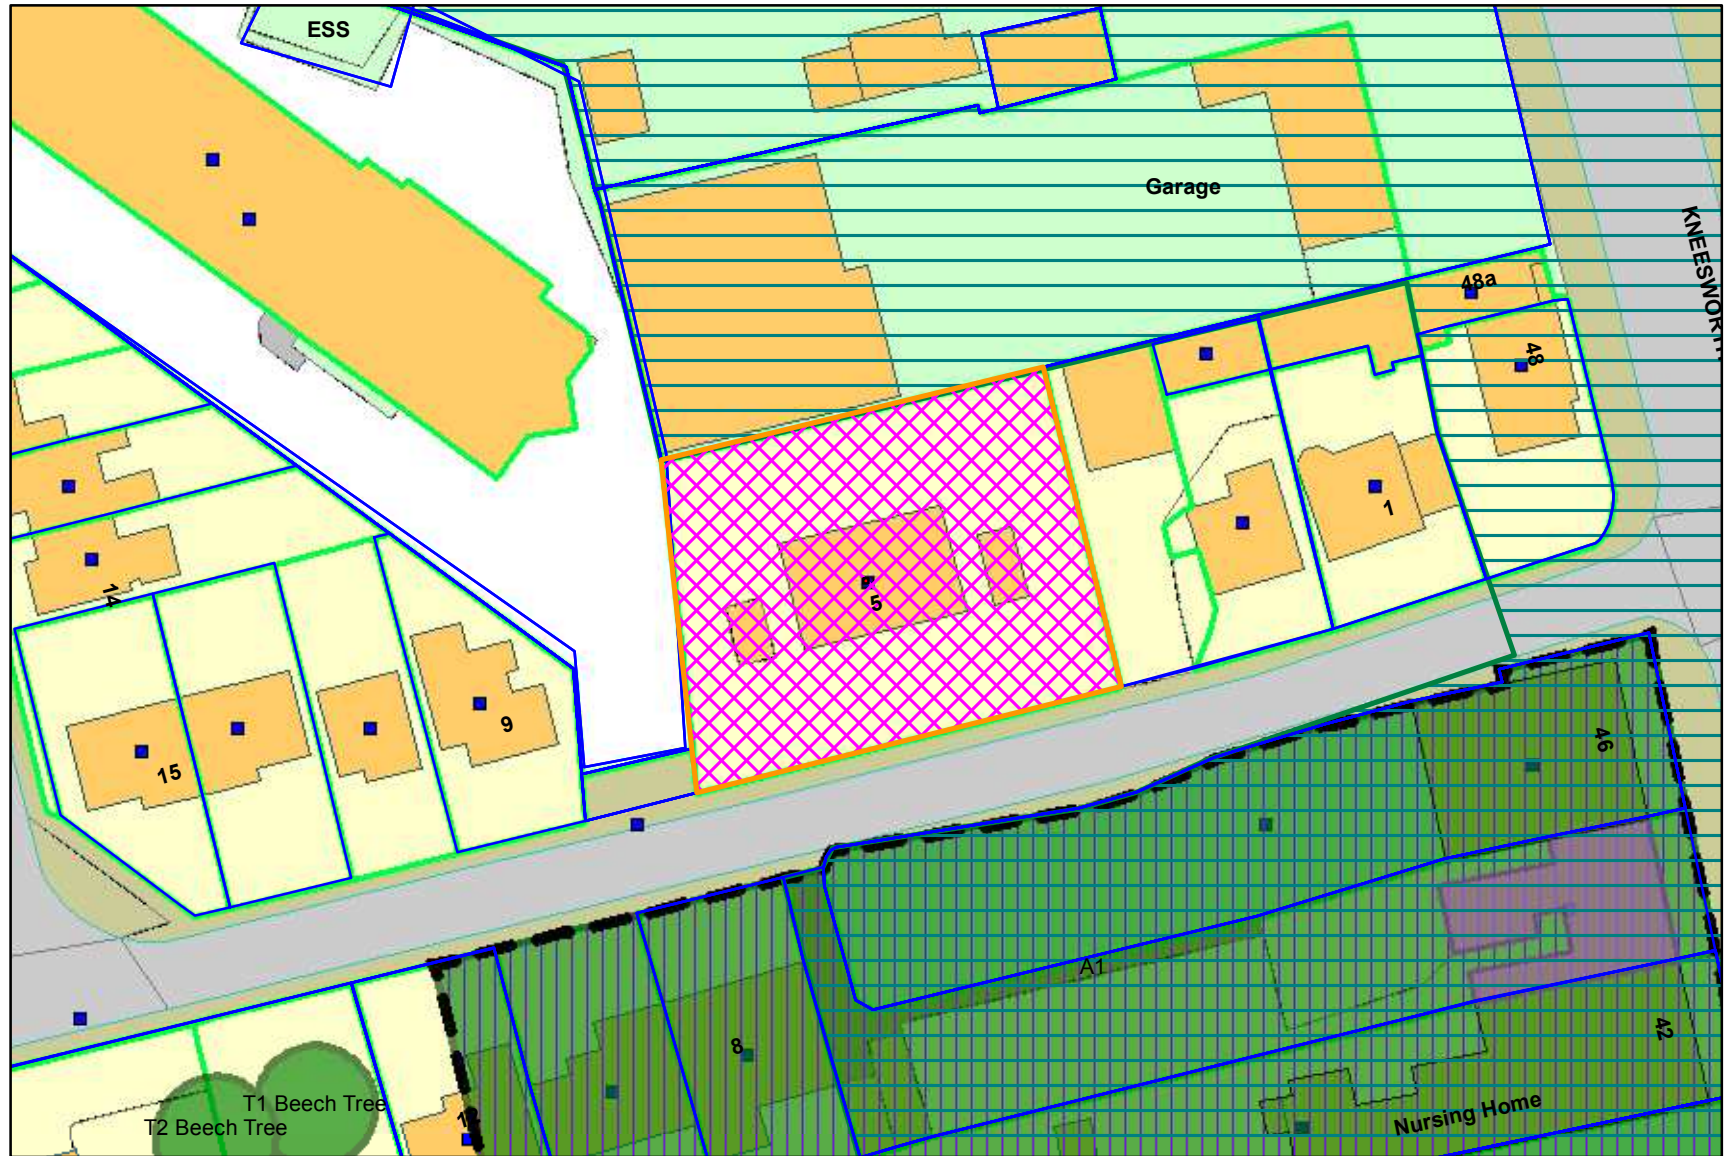 ESS
Garage
KNEESWORTH
48a
48
1
5
14
9
15
46
A1
8
42
T1 Beech Tree
T2 Beech Tree
Nursing Home